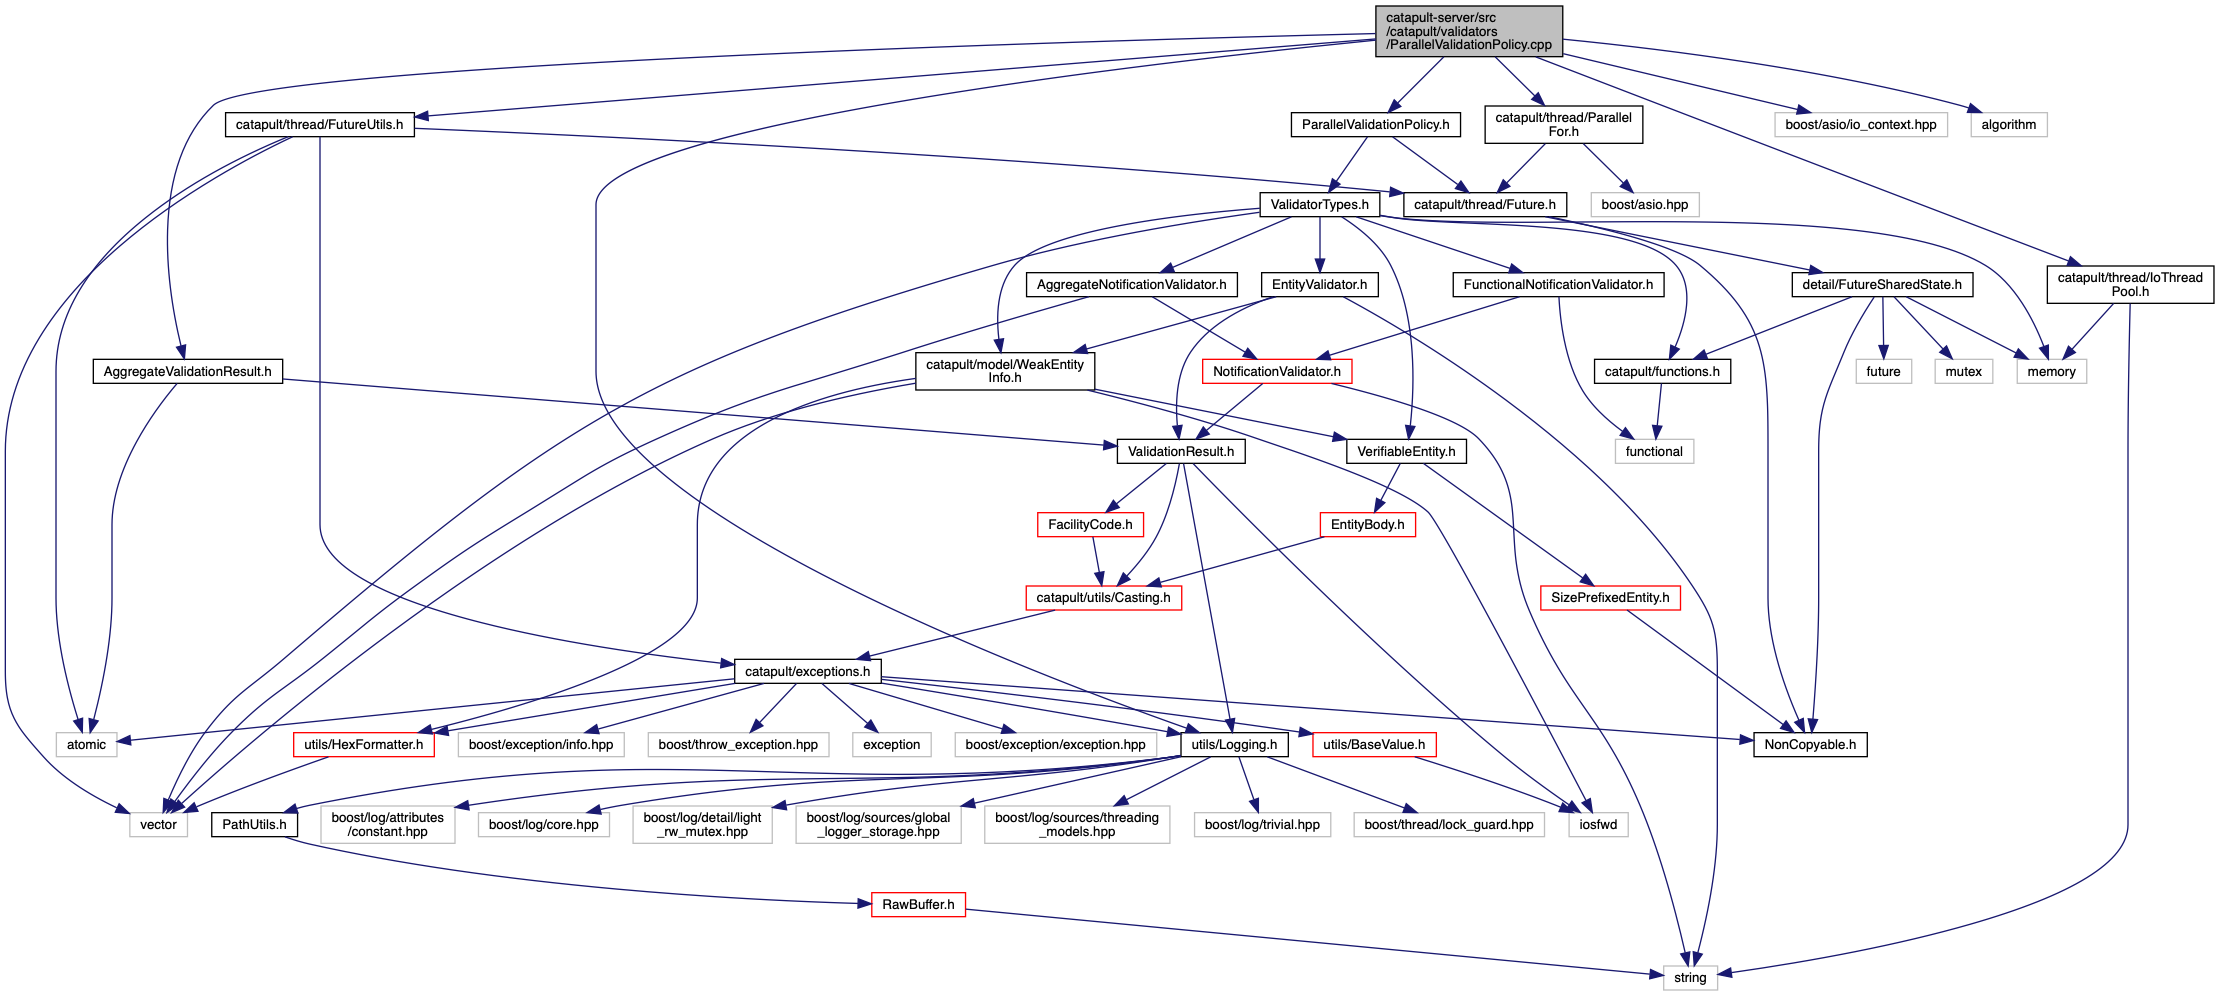 catapult-server/src
/catapult/validators
/ParallelValidationPolicy.cpp
catapult/thread/FutureUtils.h
ParallelValidationPolicy.h
catapult/thread/Parallel
For.h
boost/asio/io_context.hpp
algorithm
ValidatorTypes.h
catapult/thread/Future.h
boost/asio.hpp
AggregateNotificationValidator.h
EntityValidator.h
FunctionalNotificationValidator.h
detail/FutureSharedState.h
catapult/thread/IoThread
Pool.h
AggregateValidationResult.h
catapult/model/WeakEntity
Info.h
NotificationValidator.h
catapult/functions.h
future
mutex
memory
ValidationResult.h
VerifiableEntity.h
functional
FacilityCode.h
EntityBody.h
catapult/utils/Casting.h
SizePrefixedEntity.h
catapult/exceptions.h
atomic
utils/HexFormatter.h
boost/exception/info.hpp
boost/throw_exception.hpp
exception
boost/exception/exception.hpp
utils/Logging.h
utils/BaseValue.h
NonCopyable.h
vector
PathUtils.h
boost/log/attributes
/constant.hpp
boost/log/core.hpp
boost/log/detail/light
_rw_mutex.hpp
boost/log/sources/global
_logger_storage.hpp
boost/log/sources/threading
_models.hpp
boost/log/trivial.hpp
boost/thread/lock_guard.hpp
iosfwd
RawBuffer.h
string